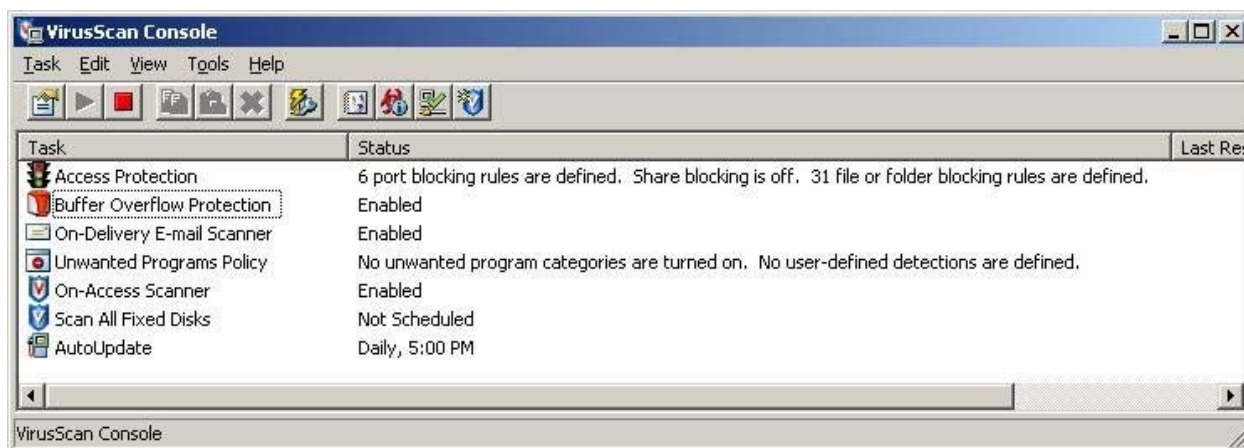 VirusScan Console
Task Edit View Tools Help
Task Status Last Re
Access Protection 6 port blocking rules are defined. Share blocking is off. 31 file or folder blocking rules are defined.
Buffer Overflow Protection Enabled
On-Delivery E-mail Scanner Enabled
Unwanted Programs Policy No unwanted program categories are turned on. No user-defined detections are defined.
On-Access Scanner Enabled
Scan All Fixed Disks Not Scheduled
AutoUpdate Daily, 5:00 PM
VirusScan Console